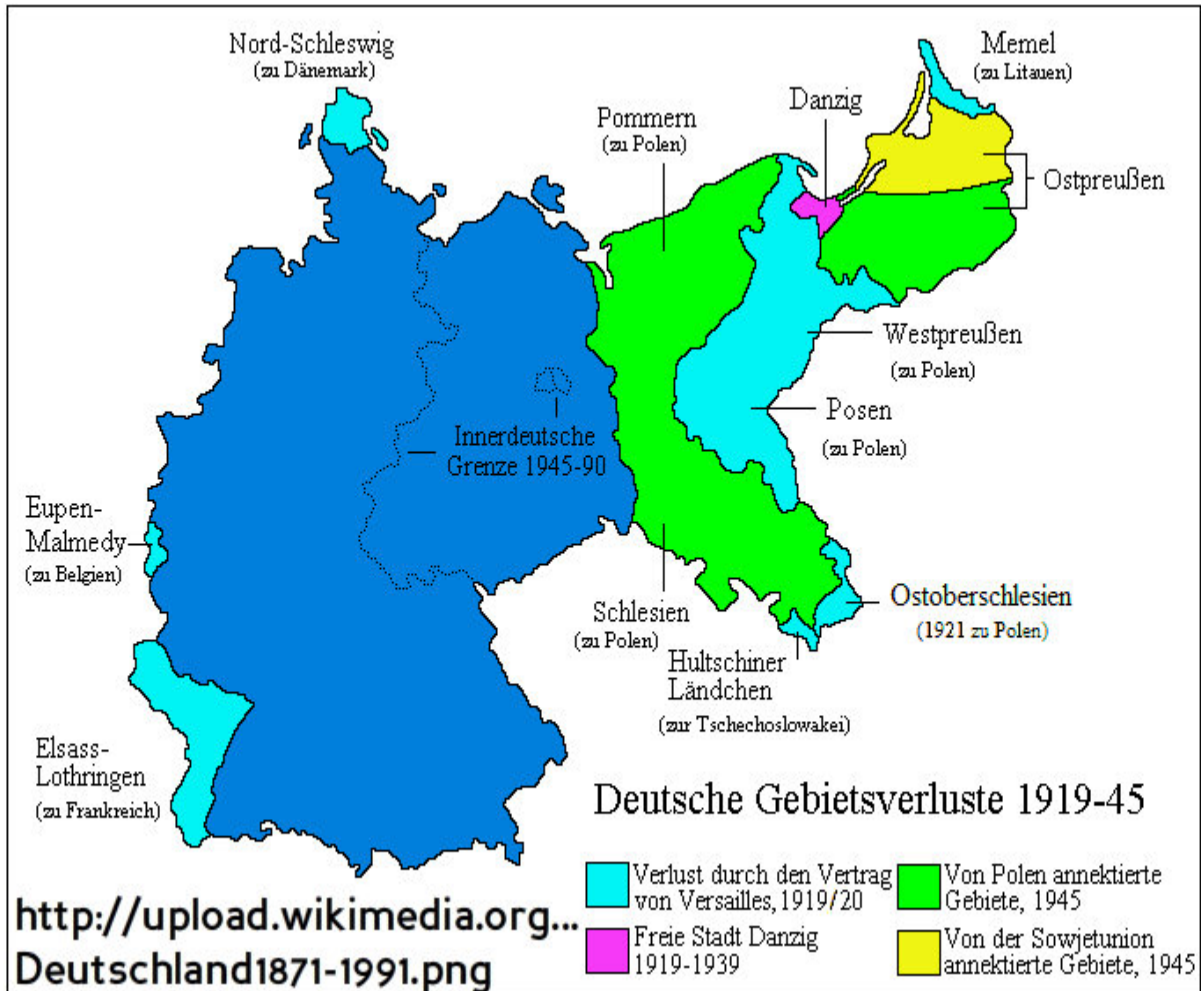 Nord-Schleswig
(zu Dänemark)
Memel
(zu Litauen)
Danzig
Pommern
(zu Polen)
Ostpreußen
Westpreußen
(zu Polen)
Posen
(zu Polen)
Innerdeutsche
Grenze 1945-90
Eupen-
Malmedy
(zu Belgien)
Schlesien
(zu Polen)
Ostoberschlesien
(1921 zu Polen)
Hultschiner
Ländchen
(zur Tschechoslowakei)
Elsass-
Lothringen
(zu Frankreich)
Deutsche Gebietsverluste 1919-45
Verlust durch den Vertrag
von Versailles, 1919/20
Von Polen annektierte
Gebiete, 1945
Freie Stadt Danzig
1919-1939
Von der Sowjetunion
annektierte Gebiete, 1945
http://upload.wikimedia.org...
Deutschland1871-1991.png